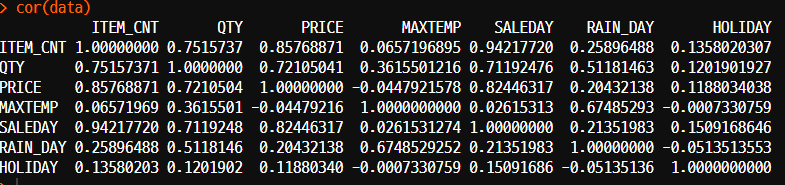 > cor(data)
ITEM_CNT QTY PRICE MAXTEMP SALEDAY RAIN_DAY HOLIDAY
ITEM_CNT 1.00000000 0.7515737 0.85768871 0.0657196895 0.94217720 0.25896488 0.1358020307
QTY 0.75157371 1.0000000 0.72105041 0.3615501216 0.71192476 0.51181463 0.1201901927
PRICE 0.85768871 0.7210504 1.00000000 -0.0447921578 0.82446317 0.20432138 0.1188034038
MAXTEMP 0.06571969 0.3615501 -0.04479216 1.0000000000 0.02615313 0.67485293 -0.0007330759
SALEDAY 0.94217720 0.7119248 0.82446317 0.0261531274 1.00000000 0.21351983 0.1509168646
RAIN_DAY 0.25896488 0.5118146 0.20432138 0.6748529252 0.21351983 1.00000000 -0.0513513553
HOLIDAY 0.13580203 0.1201902 0.11880340 -0.0007330759 0.15091686 -0.05135136 1.0000000000